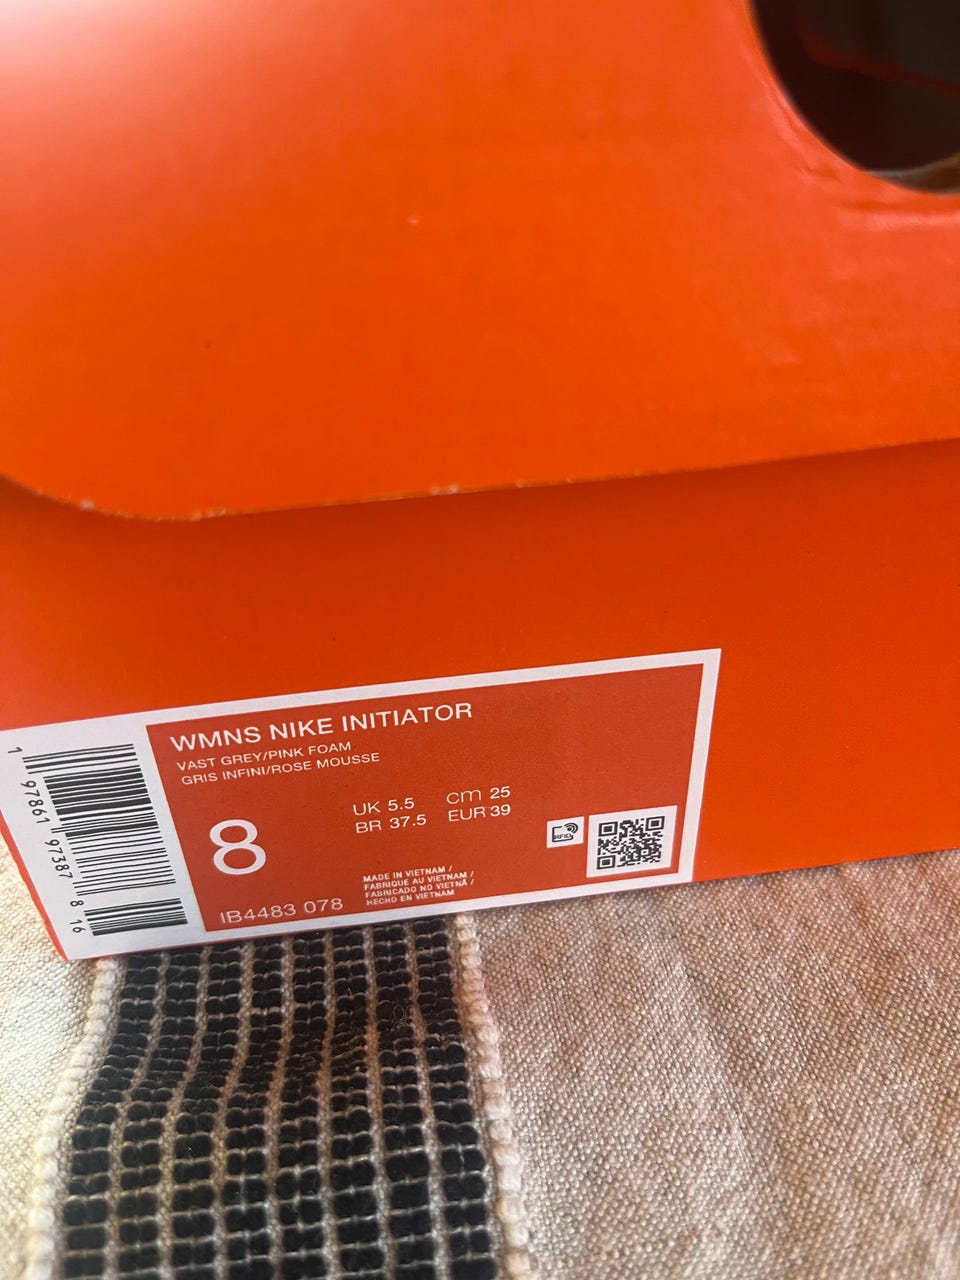 WMNS NIKE INITIATOR
VAST GREY/PINK FOAM
GRIS INFINI/ROSE MOUSSE
8
UK 5.5 cm 25
BR 37.5 EUR 39
MADE IN VIETNAM /
FABRIQUE AU VIETNAM /
FABRICADO NO VIETNÃ /
HECHO EN VIETNAM
IB4483 078
RFID
1 97861 97387 8 16